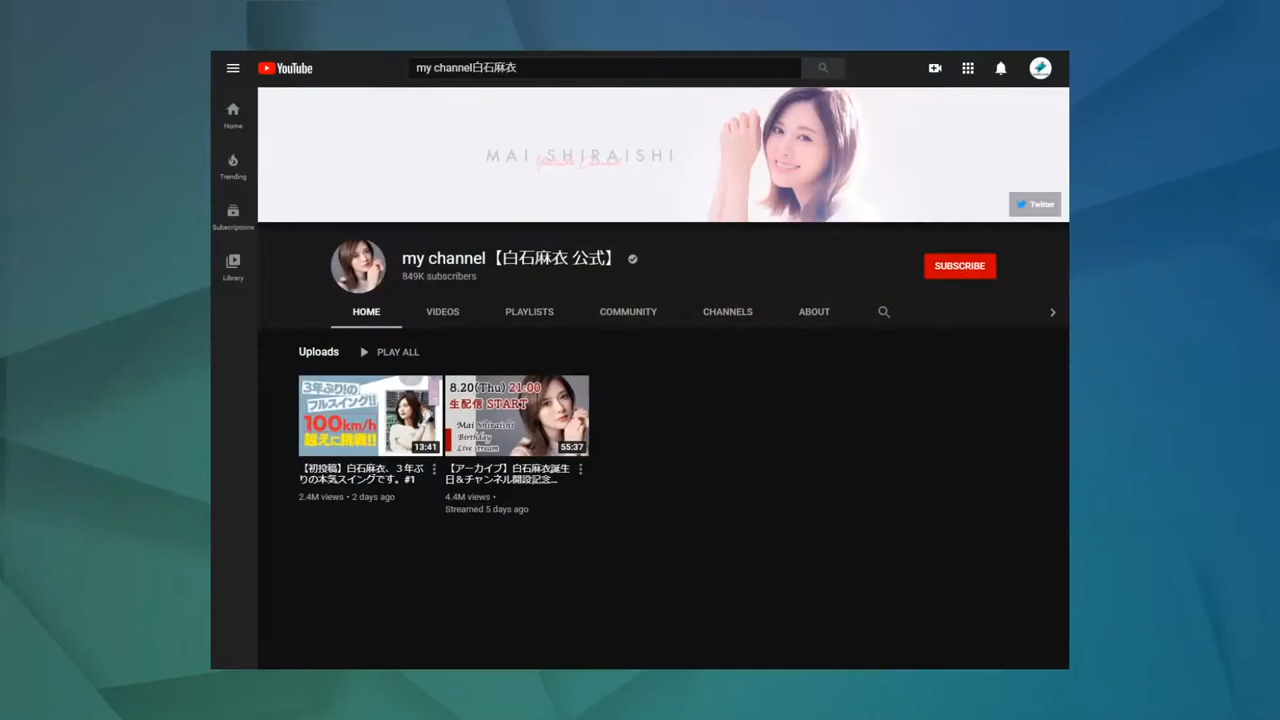 YouTube
my channel白石麻衣
Home
Trending
Subscriptions
Library
MAI SHIRAISHI
Twitter
my channel【白石麻衣 公式】
849K subscribers
SUBSCRIBE
HOME
VIDEOS
PLAYLISTS
COMMUNITY
CHANNELS
ABOUT
Uploads
PLAY ALL
3年ぶり!の
フルスイング!!
100km/h
越えに挑戦!!
13:41
8.20(Thu) 21:00
生配信 START
Mai Shiraishi
Birthday
Live stream
55:37
【初投稿】白石麻衣、３年ぶ
りの本気スイングです。#1
2.4M views • 2 days ago
【アーカイブ】白石麻衣誕生
日＆チャンネル開設記念...
4.4M views •
Streamed 5 days ago